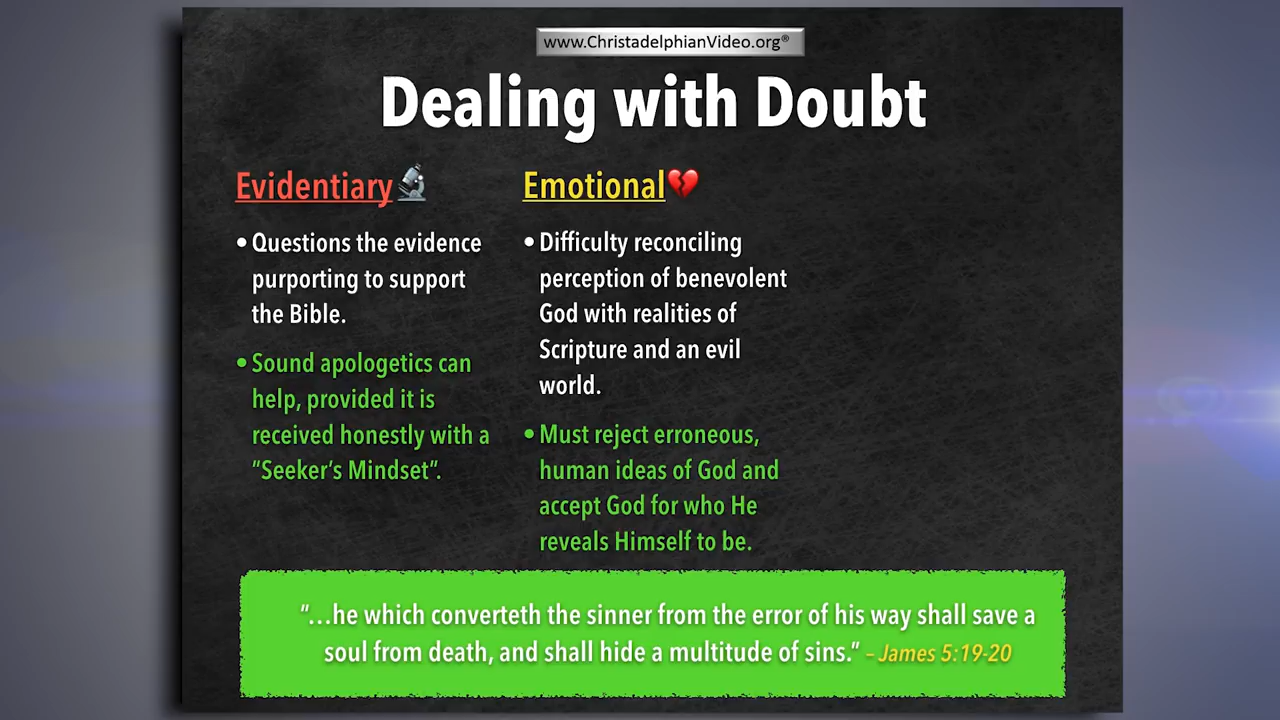 www.ChristadelphianVideo.org®
Dealing with Doubt
Evidentiary
• Questions the evidence
purporting to support
the Bible.
• Sound apologetics can
help, provided it is
received honestly with a
“Seeker’s Mindset”.
Emotional
• Difficulty reconciling
perception of benevolent
God with realities of
Scripture and an evil
world.
• Must reject erroneous,
human ideas of God and
accept God for who He
reveals Himself to be.
“…he which converteth the sinner from the error of his way shall save a
soul from death, and shall hide a multitude of sins.” – James 5:19-20